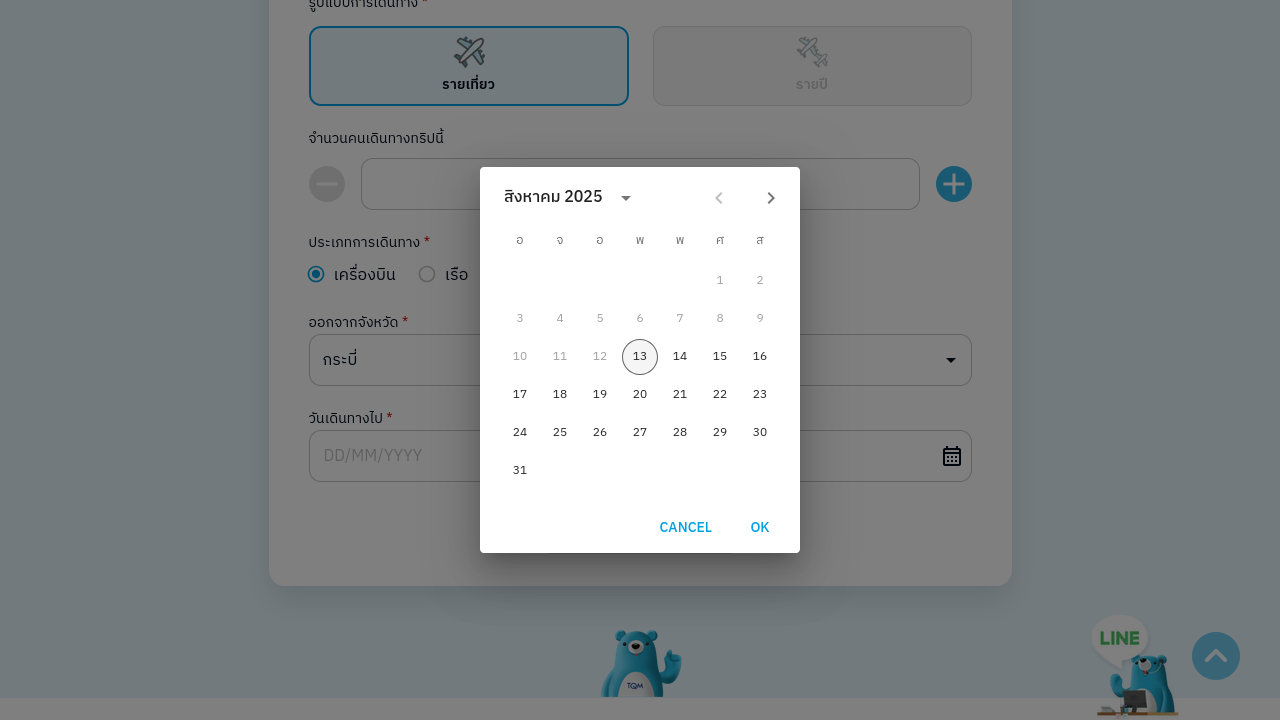 รูปแบบการเดินทาง *
รายเที่ยว
รายปี
จำนวนคนเดินทางทริปนี้
สิงหาคม 2025
อ จ อ พ พ ศ ส
1 2
3 4 5 6 7 8 9
10 11 12 13 14 15 16
17 18 19 20 21 22 23
24 25 26 27 28 29 30
31
CANCEL OK
ประเภทการเดินทาง *
เครื่องบิน
เรือ
ออกจากจังหวัด *
กระบี่
วันเดินทางไป *
DD/MM/YYYY
TQM
LINE